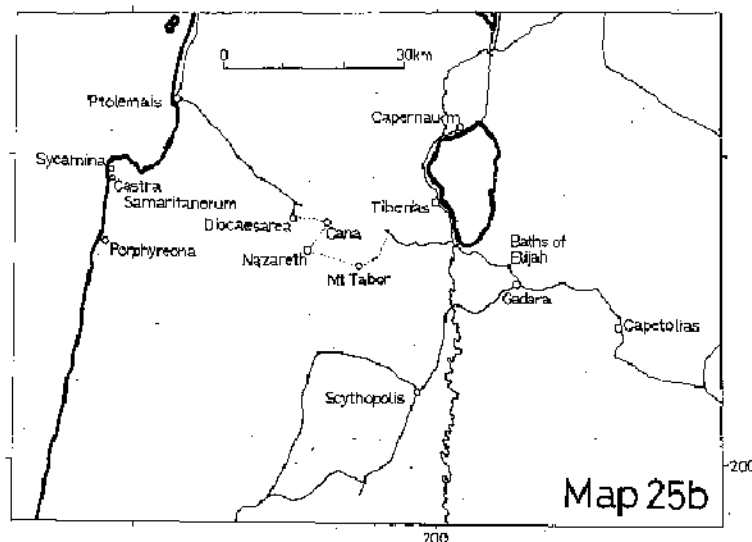 0 30km
Ptolemais
Capernaum
Sycamina
Castra
Samaritanorum
Tiberias
Diocaesarea
Cana
Porphyreona
Nazareth
Baths of
Elijah
Mt Tabor
Gadara
Capetolias
Scythopolis
200
Map 25b
200